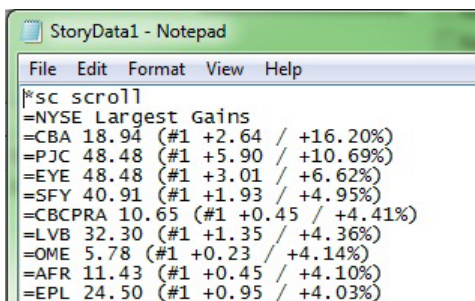 StoryData1 - Notepad
File Edit Format View Help
*sc scroll
=NYSE Largest Gains
=CBA 18.94 (#1 +2.64 / +16.20%)
=PJC 48.48 (#1 +5.90 / +10.69%)
=EYE 48.48 (#1 +3.01 / +6.62%)
=SFY 40.91 (#1 +1.93 / +4.95%)
=CBCPRA 10.65 (#1 +0.45 / +4.41%)
=LVB 32.30 (#1 +1.35 / +4.36%)
=OME 5.78 (#1 +0.23 / +4.14%)
=AFR 11.43 (#1 +0.45 / +4.10%)
=EPL 24.50 (#1 +0.95 / +4.03%)